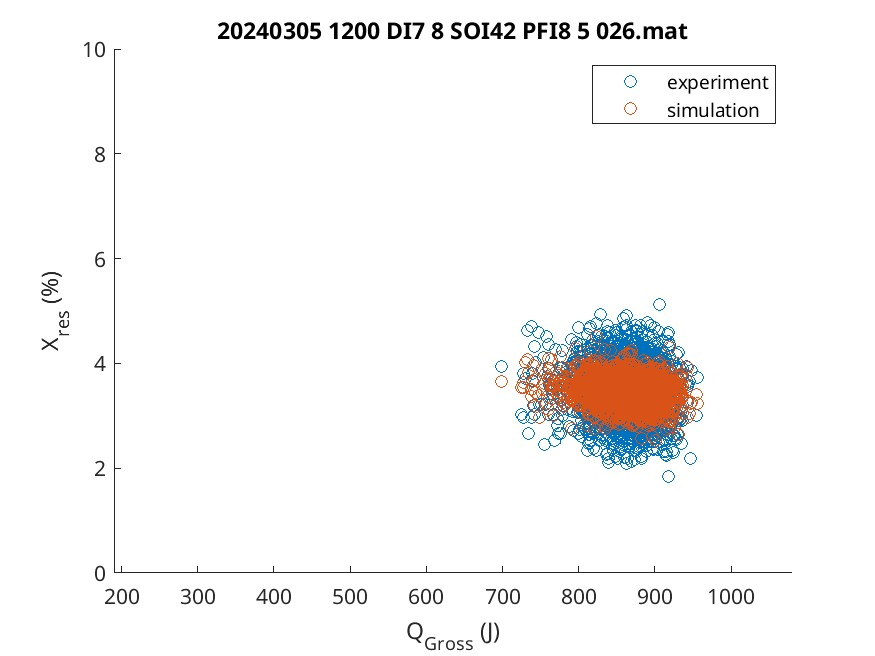 20240305 1200 DI7 8 SOI42 PFI8 5 026.mat
experiment
simulation
10
8
6
4
2
0
X_res (%)
200 300 400 500 600 700 800 900 1000
Q_Gross (J)